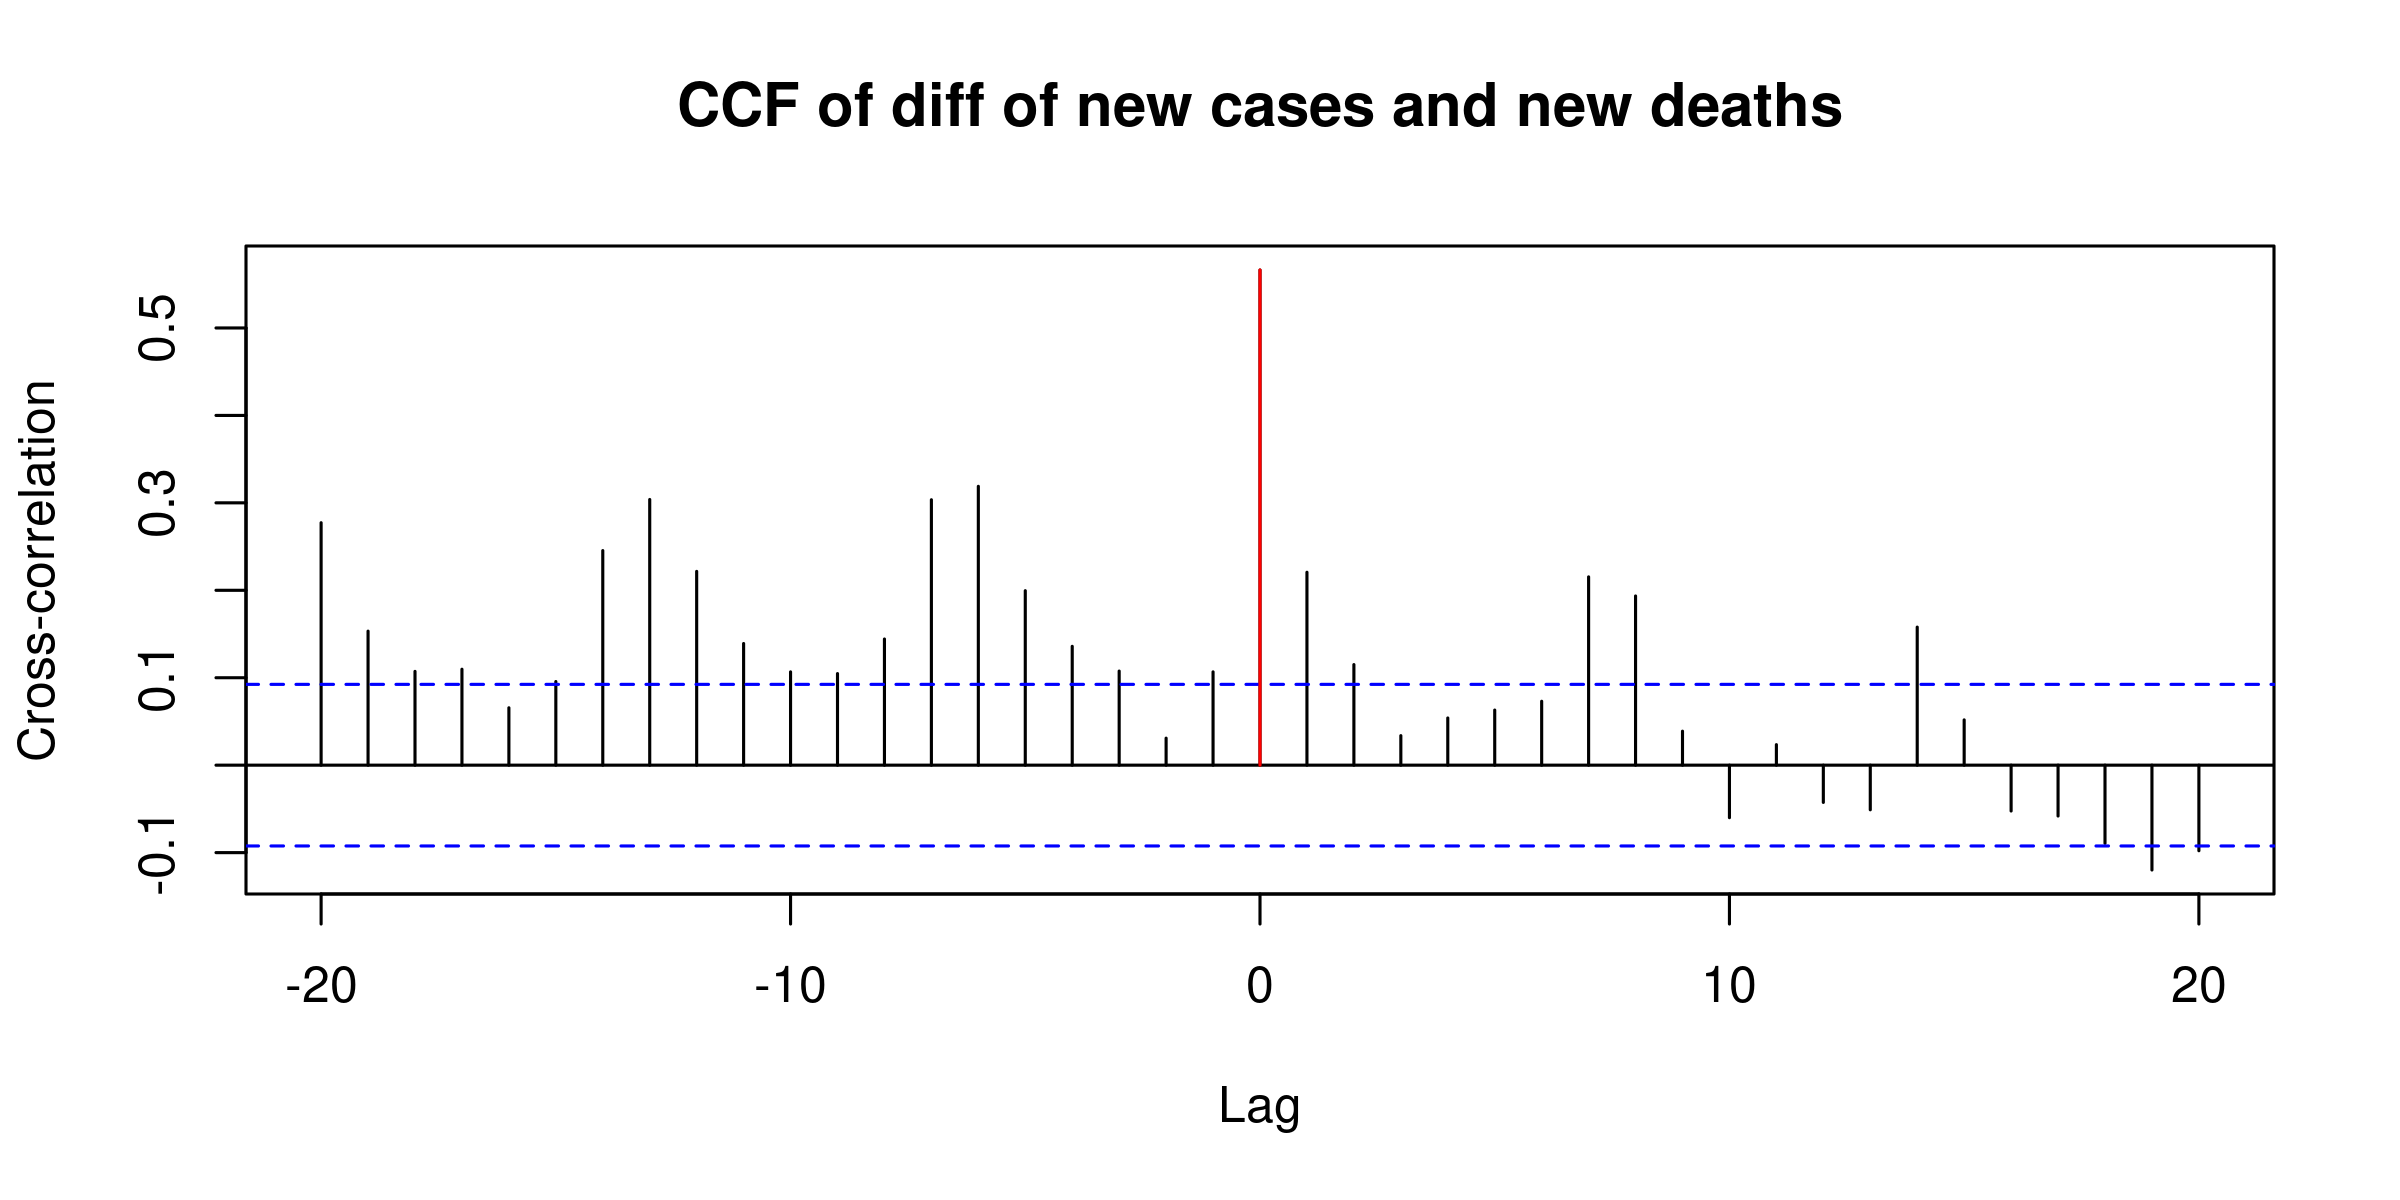 CCF of diff of new cases and new deaths
Cross-correlation
0.5
0.3
0.1
-0.1
-20 -10 0 10 20
Lag